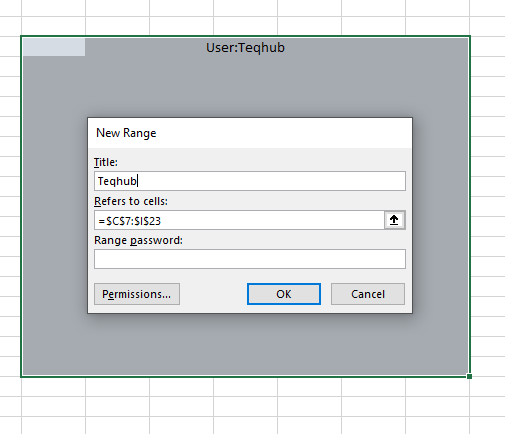 User:Teqhub
New Range
Title:
Teqhub
Refers to cells:
=$C$7:$I$23
Range password:
Permissions...
OK
Cancel